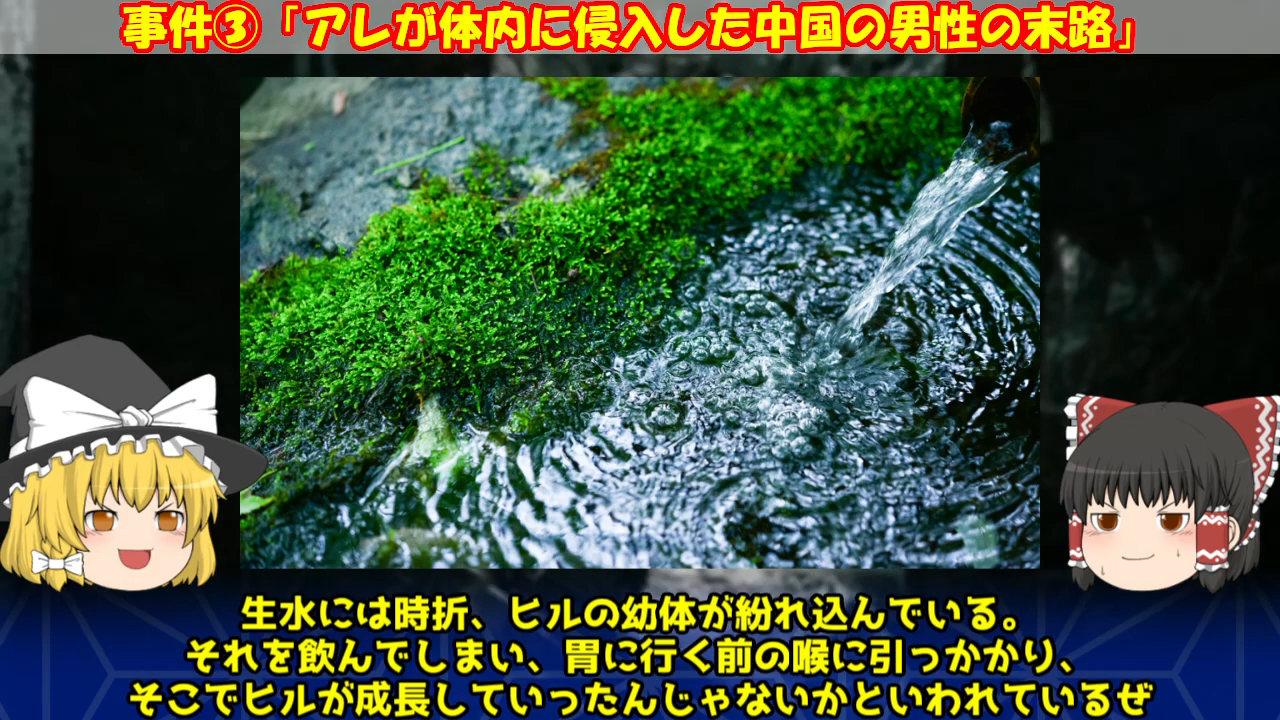 事件③「アレが体内に侵入した中国の男性の末路」
生水には時折、ヒルの幼体が紛れ込んでいる。
それを飲んでしまい、胃に行く前の喉に引っかかり、
そこでヒルが成長していったんじゃないかといわれているぜ